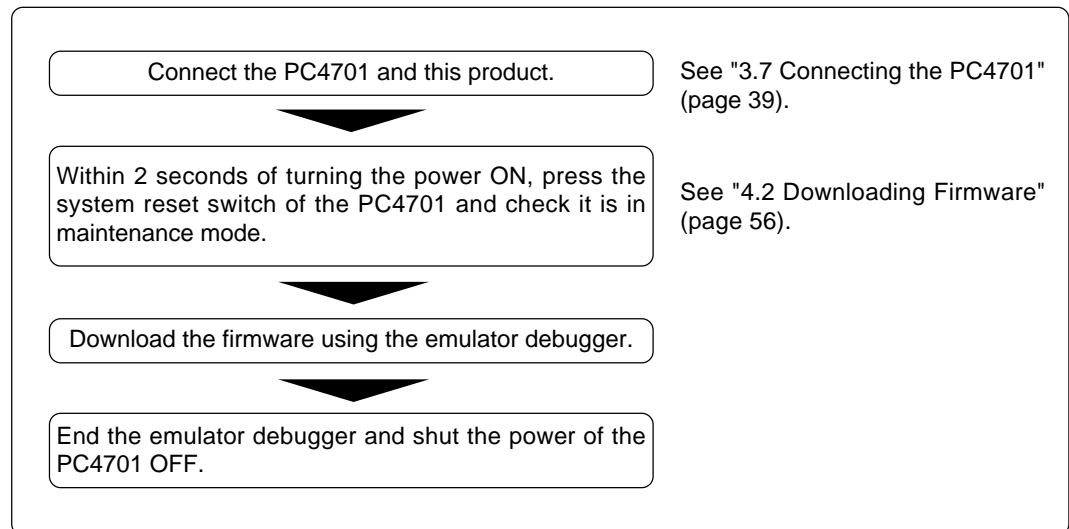 Connect the PC4701 and this product.
See "3.7 Connecting the PC4701"
(page 39).
Within 2 seconds of turning the power ON, press the
system reset switch of the PC4701 and check it is in
maintenance mode.
See "4.2 Downloading Firmware"
(page 56).
Download the firmware using the emulator debugger.
End the emulator debugger and shut the power of the
PC4701 OFF.